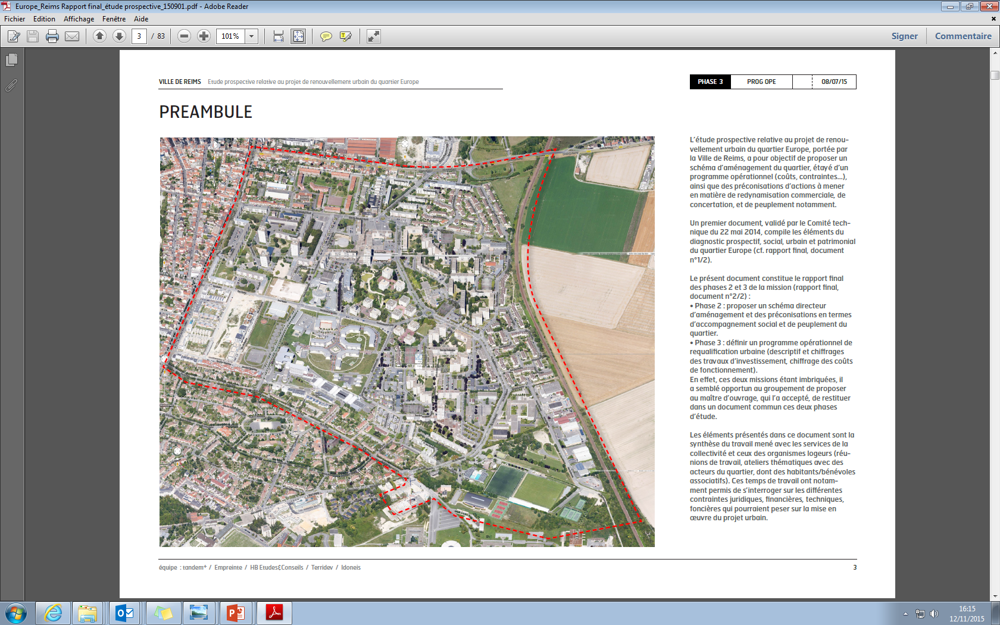 Europe_Reims Rapport final_étude prospective_150901.pdf - Adobe Reader
Fichier Edition Affichage Fenêtre Aide
3 / 83 101% Signer Commentaire
VILLE DE REIMS Etude prospective relative au projet de renouvellement urbain du quartier Europe
PHASE 3 PROG OPE 08/07/15
PREAMBULE
L'étude prospective relative au projet de renou-
vellement urbain du quartier Europe, portée par
la Ville de Reims, a pour objectif de proposer un
schéma d'aménagement du quartier, étayé d'un
programme opérationnel (coûts, contraintes...),
ainsi que des préconisations d'actions à mener
en matière de redynamisation commerciale, de
concertation, et de peuplement notamment.
Un premier document, validé par le Comité tech-
nique du 22 mai 2014, compile les éléments du
diagnostic prospectif, social, urbain et patrimonial
du quartier Europe (cf. rapport final, document
n°1/2).
Le présent document constitue le rapport final
des phases 2 et 3 de la mission (rapport final,
document n°2/2) :
• Phase 2 : proposer un schéma directeur
d'aménagement et des préconisations en termes
d'accompagnement social et de peuplement du
quartier.
• Phase 3 : définir un programme opérationnel de
requalification urbaine (descriptif et chiffrages
des travaux d'investissement, chiffrage des coûts
de fonctionnement).
En effet, ces deux missions étant imbriquées, il
a semblé opportun au groupement de proposer
au maître d'ouvrage, qui l'a accepté, de restituer
dans un document commun ces deux phases
d'étude.
Les éléments présentés dans ce document sont la
synthèse du travail mené avec les services de la
collectivité et ceux des organismes logeurs (réu-
nions de travail, ateliers thématiques avec des
acteurs du quartier, dont des habitants/bénévoles
associatifs). Ces temps de travail ont notam-
ment permis de s'interroger sur les différentes
contraintes juridiques, financières, techniques,
foncières qui pourraient peser sur la mise en
œuvre du projet urbain.
équipe : tandem+ / Empreinte / HB Etudes&Conseils / Terridev / Idoneis
3
16:15
12/11/2015